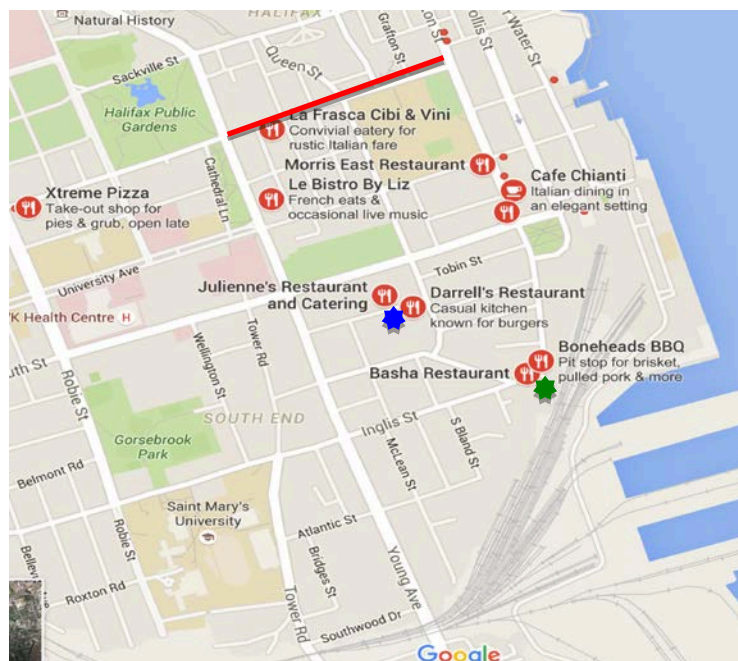 Natural History
HALIFAX
Grafton St
Queen St
Sackville St
Halifax Public
Gardens
La Frasca Cibi & Vini
Convivial eatery for
rustic Italian fare
Morris East Restaurant
Cafe Chianti
Italian dining in
an elegant setting
Xtreme Pizza
Take-out shop for
pies & grub, open late
Le Bistro By Liz
French eats &
occasional live music
Cathedral Ln
University Ave
Tobin St
Julienne's Restaurant
and Catering
Darrell's Restaurant
Casual kitchen
known for burgers
Health Centre
H
Tower Rd
Wellington St
Robie St
Boneheads BBQ
Pit stop for brisket,
pulled pork & more
Basha Restaurant
SOUTH END
Inglis St
Gorsebrook
Park
McLean St
S Bland St
Belmont Rd
Saint Mary's
University
Robie St
Atlantic St
Bridges St
Young Ave
Roxton Rd
Tower Rd
Southwood Dr
Google